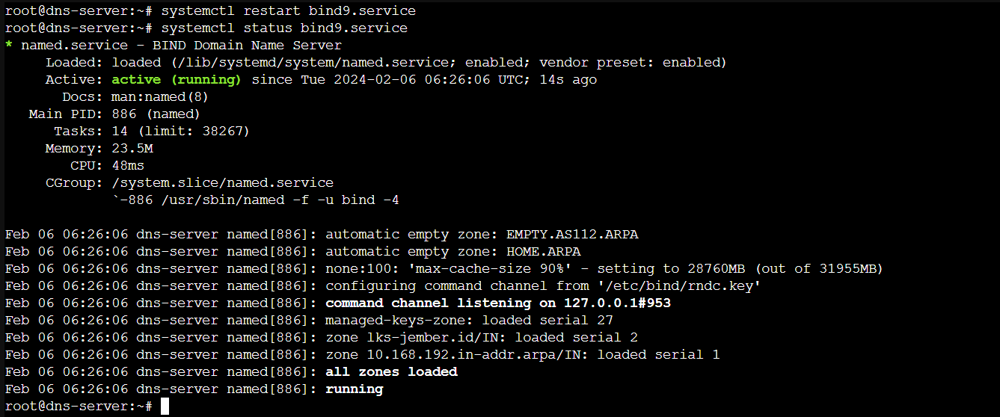 root@dns-server:~# systemctl restart bind9.service
root@dns-server:~# systemctl status bind9.service
* named.service - BIND Domain Name Server
     Loaded: loaded (/lib/systemd/system/named.service; enabled; vendor preset: enabled)
     Active: active (running) since Tue 2024-02-06 06:26:06 UTC; 14s ago
       Docs: man:named(8)
   Main PID: 886 (named)
      Tasks: 14 (limit: 38267)
     Memory: 23.5M
        CPU: 48ms
     CGroup: /system.slice/named.service
             `-886 /usr/sbin/named -f -u bind -4

Feb 06 06:26:06 dns-server named[886]: automatic empty zone: EMPTY.AS112.ARPA
Feb 06 06:26:06 dns-server named[886]: automatic empty zone: HOME.ARPA
Feb 06 06:26:06 dns-server named[886]: none:100: 'max-cache-size 90%' - setting to 28760MB (out of 31955MB)
Feb 06 06:26:06 dns-server named[886]: configuring command channel from '/etc/bind/rndc.key'
Feb 06 06:26:06 dns-server named[886]: command channel listening on 127.0.0.1#953
Feb 06 06:26:06 dns-server named[886]: managed-keys-zone: loaded serial 27
Feb 06 06:26:06 dns-server named[886]: zone lks-jember.id/IN: loaded serial 2
Feb 06 06:26:06 dns-server named[886]: zone 10.168.192.in-addr.arpa/IN: loaded serial 1
Feb 06 06:26:06 dns-server named[886]: all zones loaded
Feb 06 06:26:06 dns-server named[886]: running
root@dns-server:~#